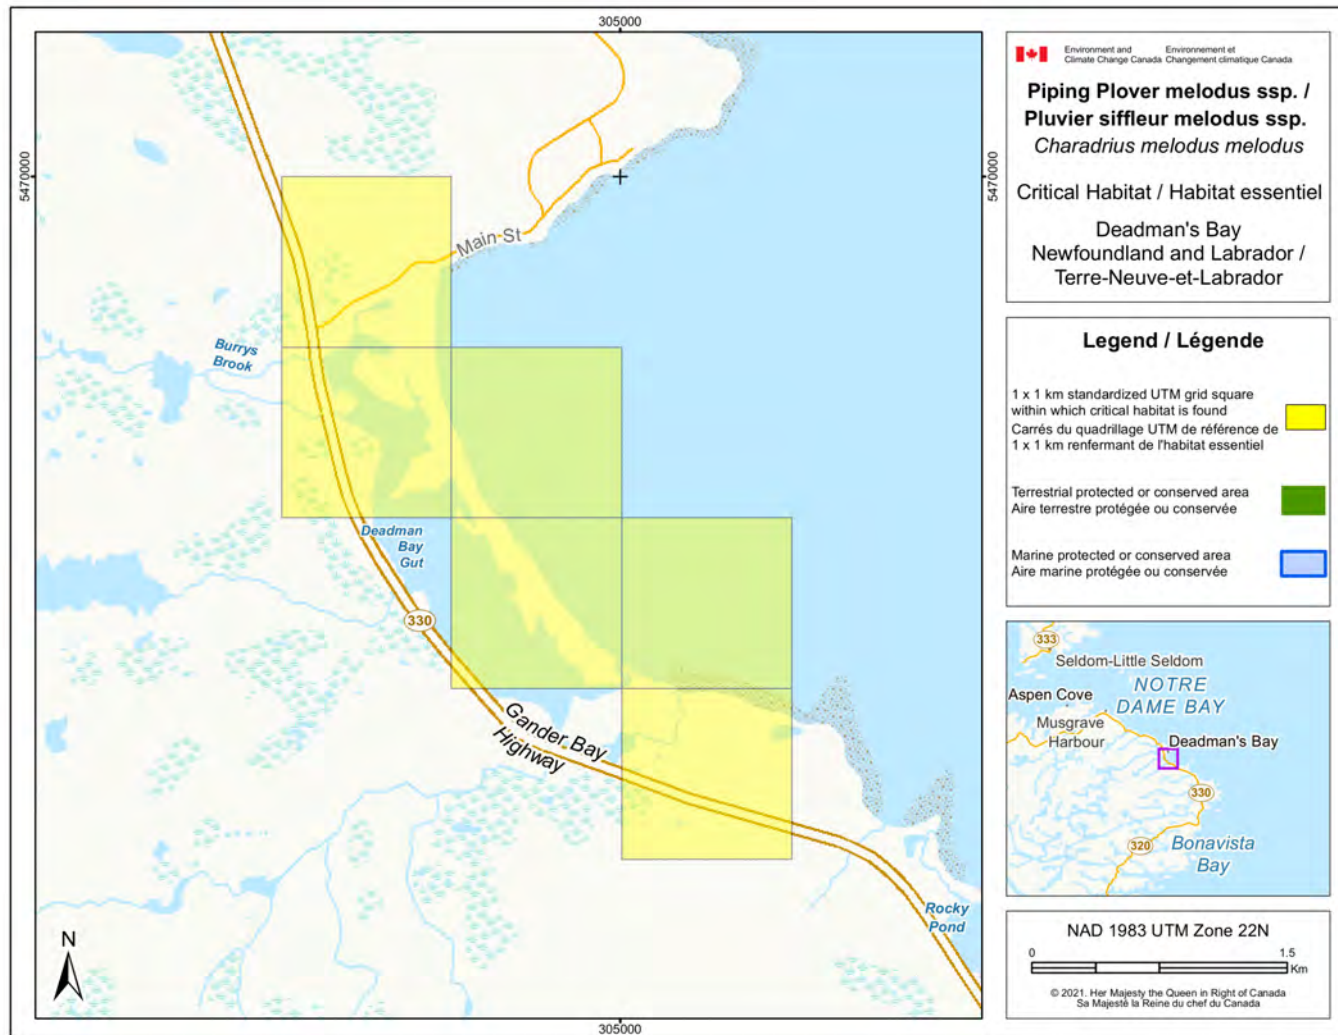 305000
5470000
5470000
Main St
Burrys
Brook
Deadman
Bay
Gut
330
Gander Bay
Highway
Rocky
Pond
N
305000
Environment and
Climate Change Canada
Environnement et
Changement climatique Canada
Piping Plover melodus ssp. /
Pluvier siffleur melodus ssp.
Charadrius melodus melodus
Critical Habitat / Habitat essentiel
Deadman's Bay
Newfoundland and Labrador /
Terre-Neuve-et-Labrador
Legend / Légende
1 x 1 km standardized UTM grid square
within which critical habitat is found
Carrés du quadrillage UTM de référence de
1 x 1 km renfermant de l'habitat essentiel
Terrestrial protected or conserved area
Aire terrestre protégée ou conservée
Marine protected or conserved area
Aire marine protégée ou conservée
333
Seldom-Little Seldom
Aspen Cove
NOTRE
DAME BAY
Musgrave
Harbour
Deadman's Bay
330
320
Bonavista
Bay
NAD 1983 UTM Zone 22N
0 1.5
Km
© 2021. Her Majesty the Queen in Right of Canada
Sa Majesté la Reine du chef du Canada